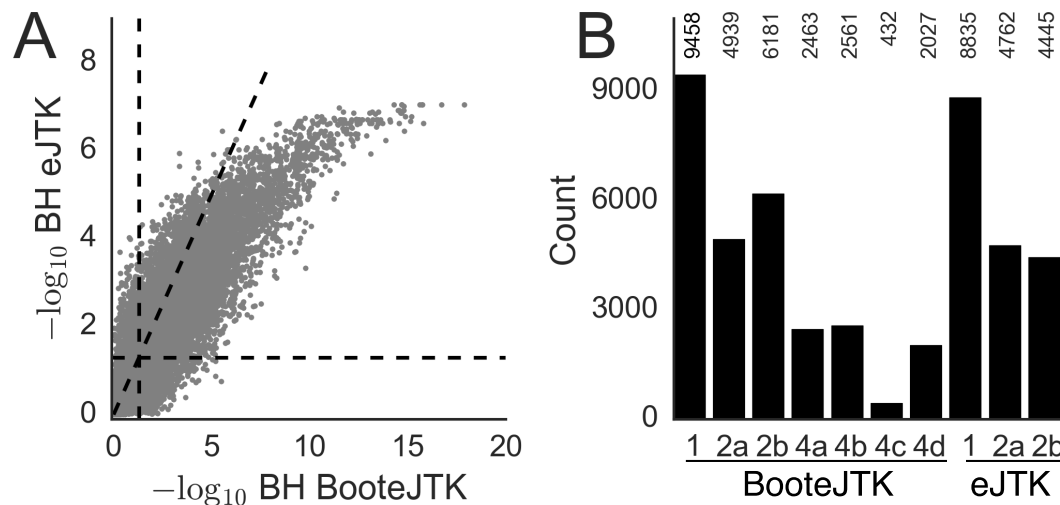 A
−log10 BH eJTK
8
6
4
2
0
0 5 10 15 20
−log10 BH BooteJTK
B
9458 4939 6181 2463 2561 432 2027 8835 4762 4445
Count
9000
6000
3000
0
1 2a 2b 4a 4b 4c 4d 1 2a 2b
BooteJTK eJTK